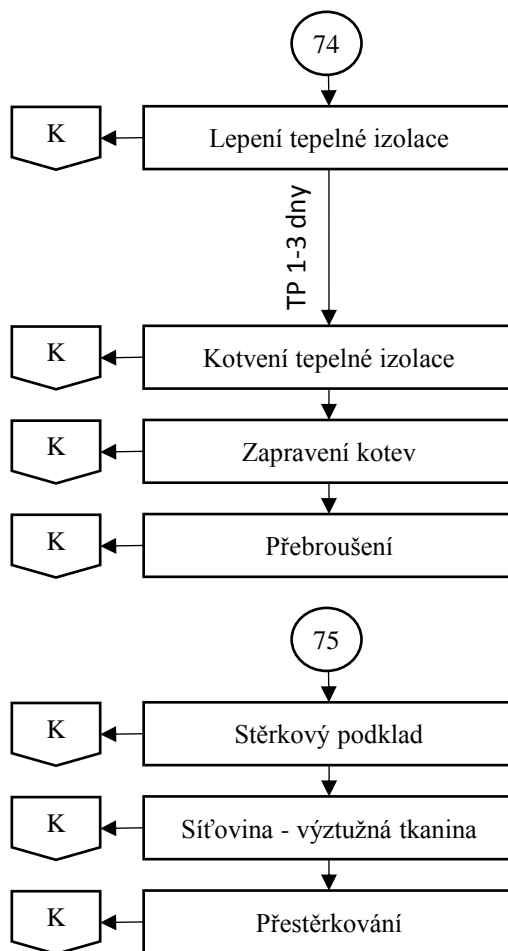 74
K
Lepení tepelné izolace
TP 1-3 dny
K
Kotvení tepelné izolace
K
Zapravení kotev
K
Přebroušení
75
K
Stěrkový podklad
K
Síťovina - výztužná tkanina
K
Přestěrkování